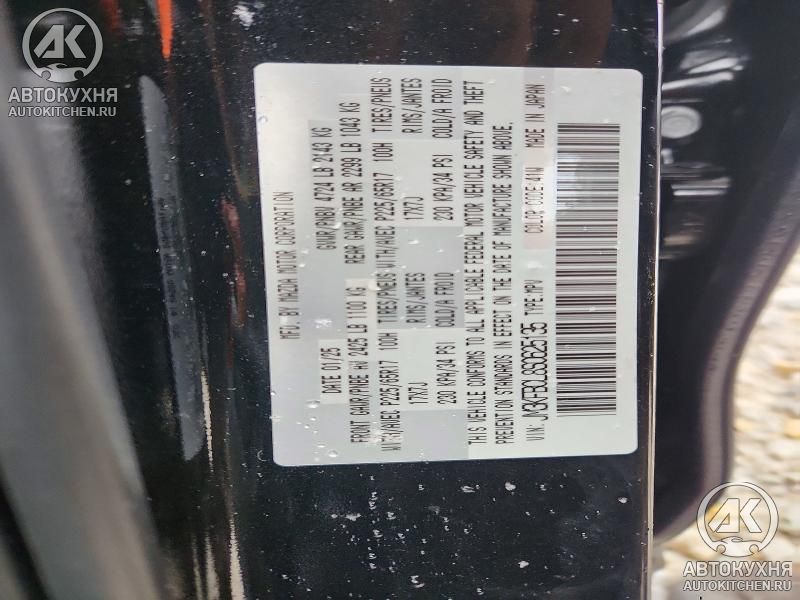 АК
АВТОКУХНЯ
AUTOKITCHEN.RU
MFD. BY MAZDA MOTOR CORPORATION
DATE 01/25 GVWR/PNBV 4724 LB 2143 KG
FRONT GAWR/PNBE AV 2425 LB 1100 KG REAR GAWR/PNBE AR 2299 LB 1043 KG
WITH/AVEC P225/65R17 100H TIRES/PNEUS WITH/AVEC P225/65R17 100H TIRES/PNEUS
17X7J RIMS/JANTES 17X7J RIMS/JANTES
230 KPA/34 PSI COLD/A FROID 230 KPA/34 PSI COLD/A FROID
THIS VEHICLE CONFORMS TO ALL APPLICABLE FEDERAL MOTOR VEHICLE SAFETY AND THEFT
PREVENTION STANDARDS IN EFFECT ON THE DATE OF MANUFACTURE SHOWN ABOVE.
VIN: JM3KFBCL8S0625135 TYPE:MPV COLOR CODE:41W MADE IN JAPAN
АК
АВТОКУХНЯ
AUTOKITCHEN.RU